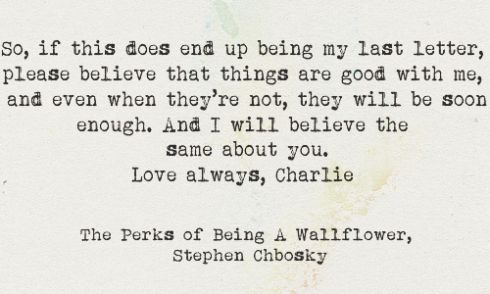 So, if this does end up being my last letter,
please believe that things are good with me,
and even when they're not, they will be soon
enough. And I will believe the
same about you.
Love always, Charlie
The Perks of Being A Wallflower,
Stephen Chbosky